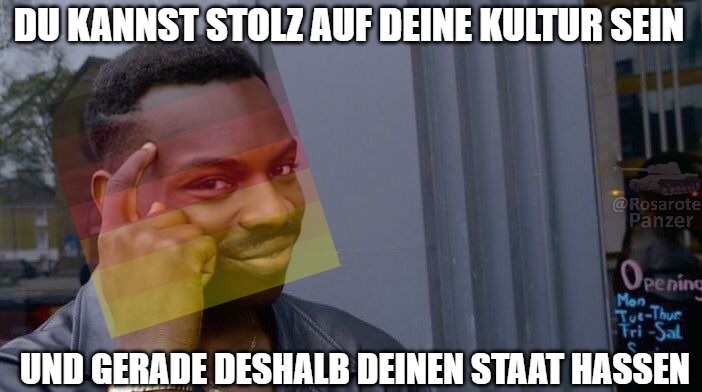 DU KANNST STOLZ AUF DEINE KULTUR SEIN
@Rosarote
Panzer
Opening
Mon
Tue-Thur
Fri-Sat
UND GERADE DESHALB DEINEN STAAT HASSEN